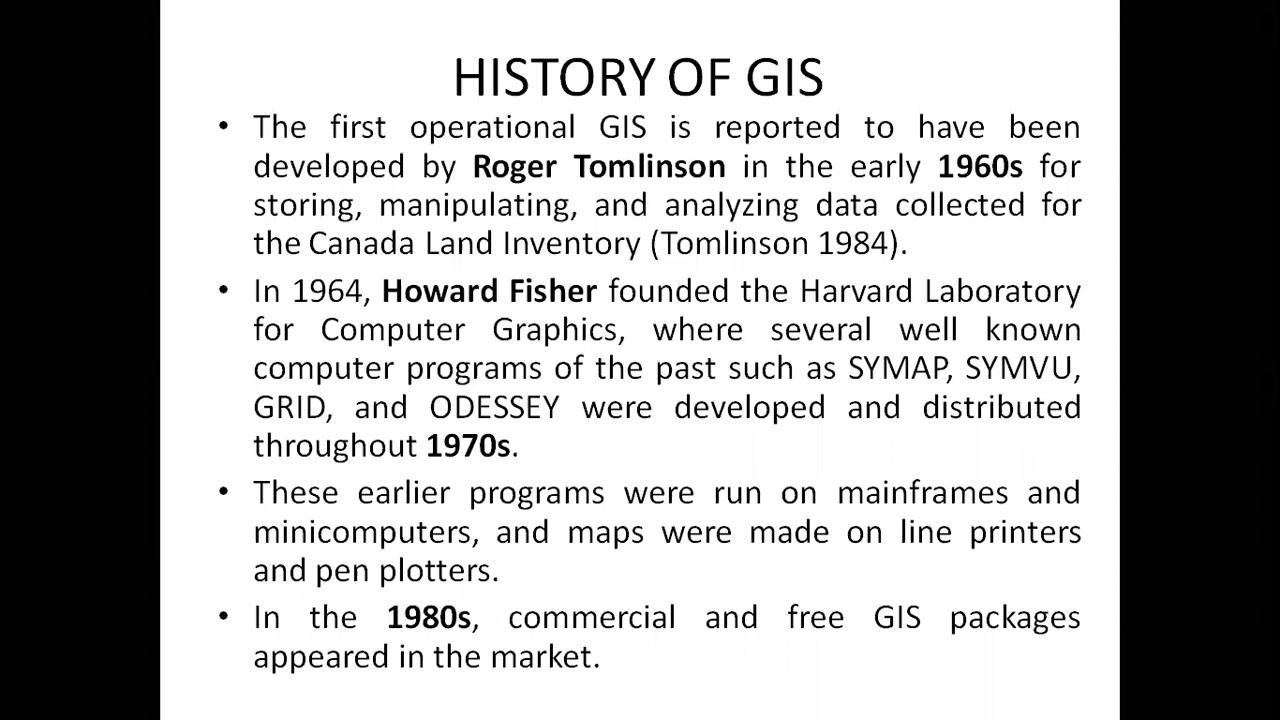 HISTORY OF GIS
• The first operational GIS is reported to have been
developed by Roger Tomlinson in the early 1960s for
storing, manipulating, and analyzing data collected for
the Canada Land Inventory (Tomlinson 1984).
• In 1964, Howard Fisher founded the Harvard Laboratory
for Computer Graphics, where several well known
computer programs of the past such as SYMAP, SYMVU,
GRID, and ODESSEY were developed and distributed
throughout 1970s.
• These earlier programs were run on mainframes and
minicomputers, and maps were made on line printers
and pen plotters.
• In the 1980s, commercial and free GIS packages
appeared in the market.